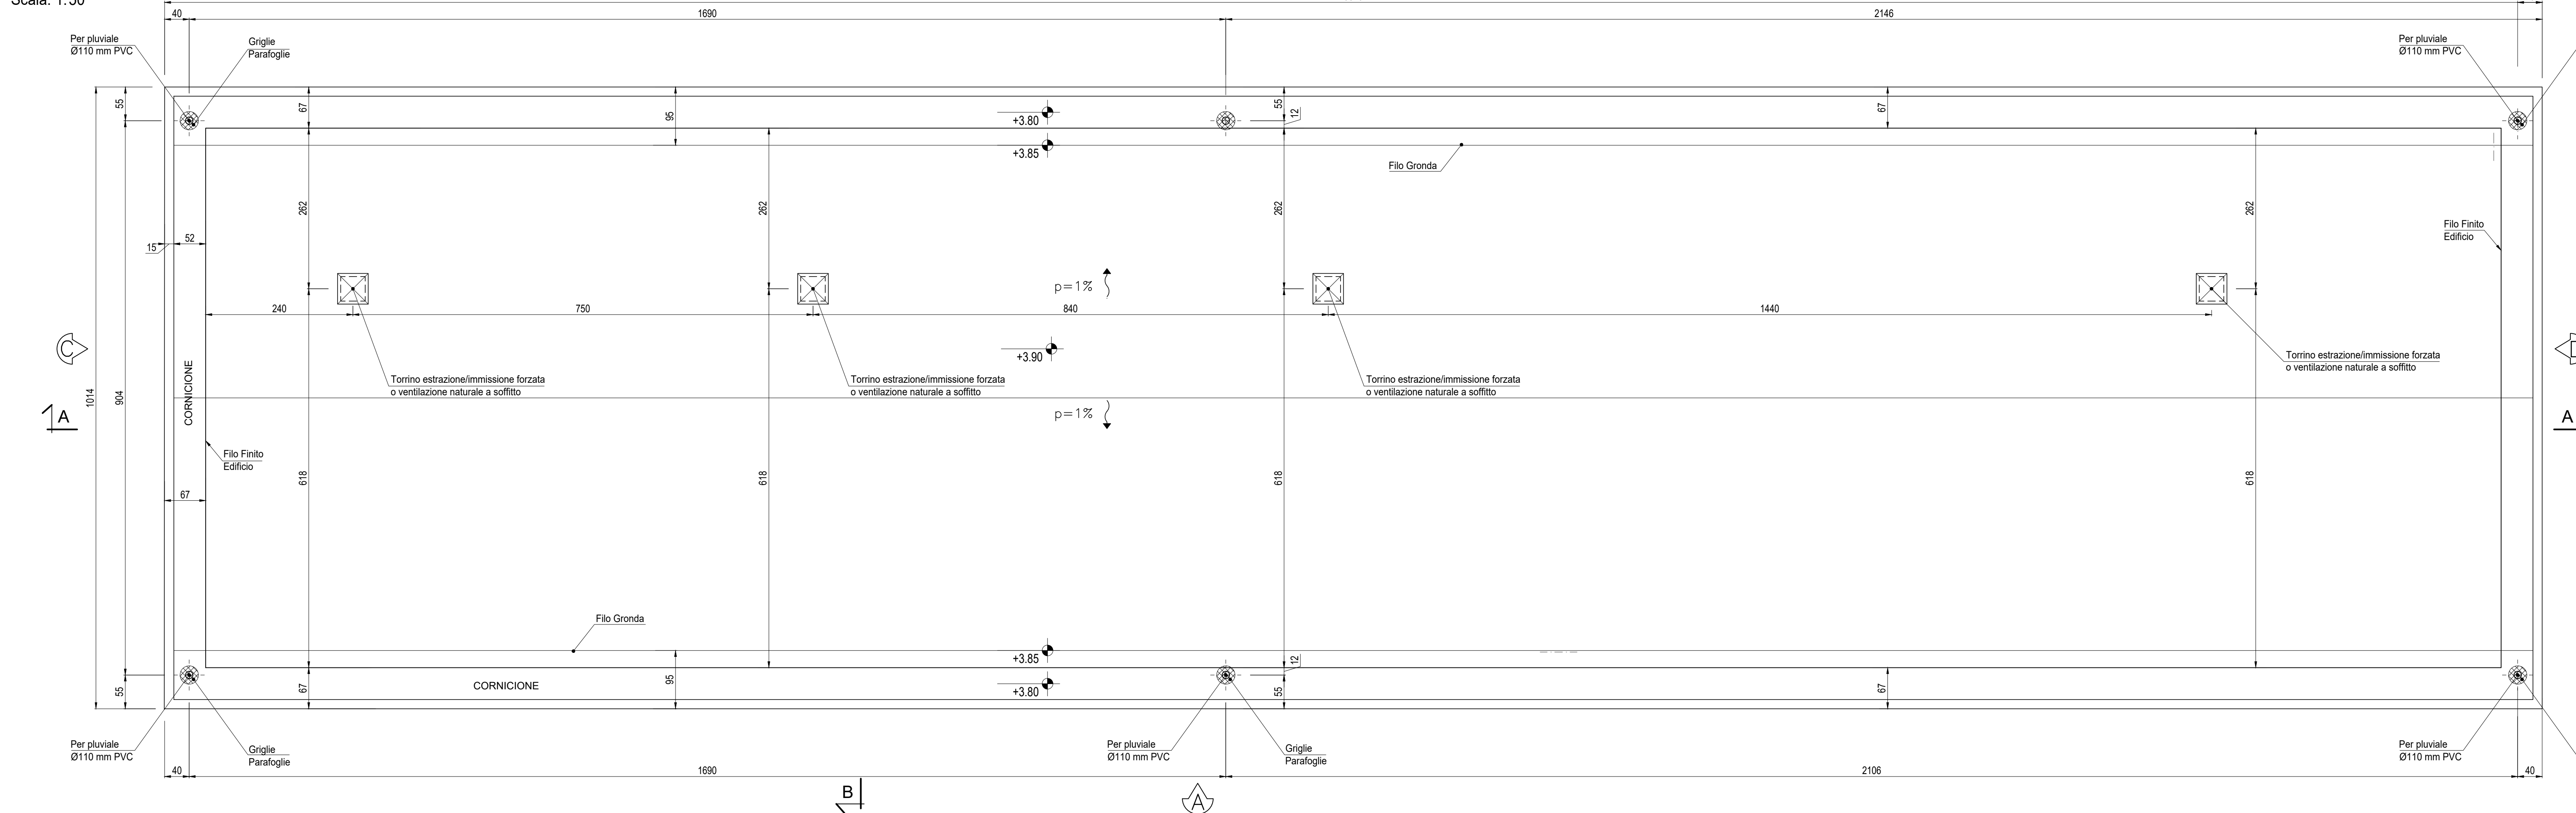 Scala: 1:50
40
1690
2146
Per pluviale
Ø110 mm PVC
Griglie
Parafoglie
Per pluviale
Ø110 mm PVC
55
67
95
+3.80
55
12
67
+3.85
Filo Gronda
262
262
262
262
15
52
Filo Finito
Edificio
p=1%
240
750
840
1440
C
+3.90
Torrino estrazione/immissione forzata
o ventilazione naturale a soffitto
Torrino estrazione/immissione forzata
o ventilazione naturale a soffitto
Torrino estrazione/immissione forzata
o ventilazione naturale a soffitto
Torrino estrazione/immissione forzata
o ventilazione naturale a soffitto
CORNICIONE
1014
904
A
p=1%
A
Filo Finito
Edificio
618
618
618
618
67
Filo Gronda
+3.85
12
CORNICIONE
55
67
95
+3.80
55
67
Per pluviale
Ø110 mm PVC
Griglie
Parafoglie
Per pluviale
Ø110 mm PVC
Griglie
Parafoglie
Per pluviale
Ø110 mm PVC
40
1690
2106
40
B
A